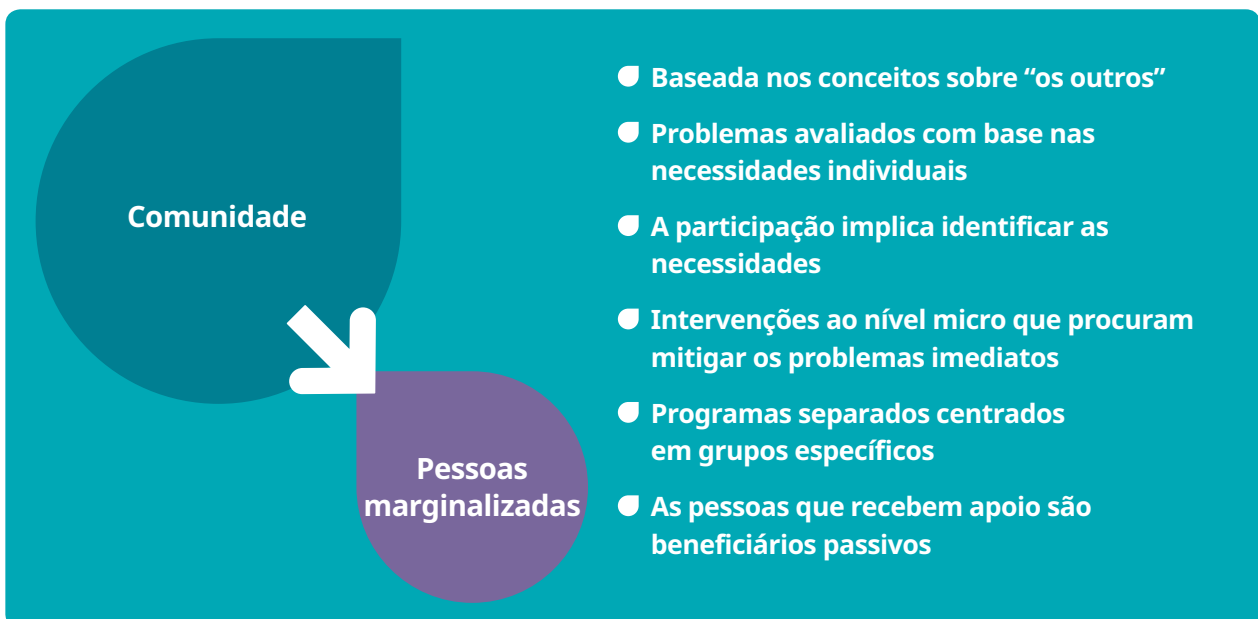 Comunidade
Pessoas
marginalizadas
Baseada nos conceitos sobre “os outros”
Problemas avaliados com base nas
necessidades individuais
A participação implica identificar as
necessidades
Intervenções ao nível micro que procuram
mitigar os problemas imediatos
Programas separados centrados
em grupos específicos
As pessoas que recebem apoio são
beneficiários passivos